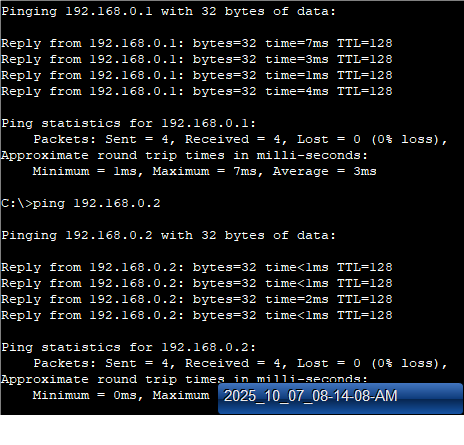 Pinging 192.168.0.1 with 32 bytes of data:
Reply from 192.168.0.1: bytes=32 time=7ms TTL=128
Reply from 192.168.0.1: bytes=32 time=3ms TTL=128
Reply from 192.168.0.1: bytes=32 time=1ms TTL=128
Reply from 192.168.0.1: bytes=32 time=4ms TTL=128
Ping statistics for 192.168.0.1:
Packets: Sent = 4, Received = 4, Lost = 0 (0% loss),
Approximate round trip times in milli-seconds:
Minimum = 1ms, Maximum = 7ms, Average = 3ms
C:\>ping 192.168.0.2
Pinging 192.168.0.2 with 32 bytes of data:
Reply from 192.168.0.2: bytes=32 time<1ms TTL=128
Reply from 192.168.0.2: bytes=32 time<1ms TTL=128
Reply from 192.168.0.2: bytes=32 time=2ms TTL=128
Reply from 192.168.0.2: bytes=32 time<1ms TTL=128
Ping statistics for 192.168.0.2:
Packets: Sent = 4, Received = 4, Lost = 0 (0% loss),
Approximate round trip times in milli-seconds:
Minimum = 0ms, Maximum
2025_10_07_08-14-08-AM